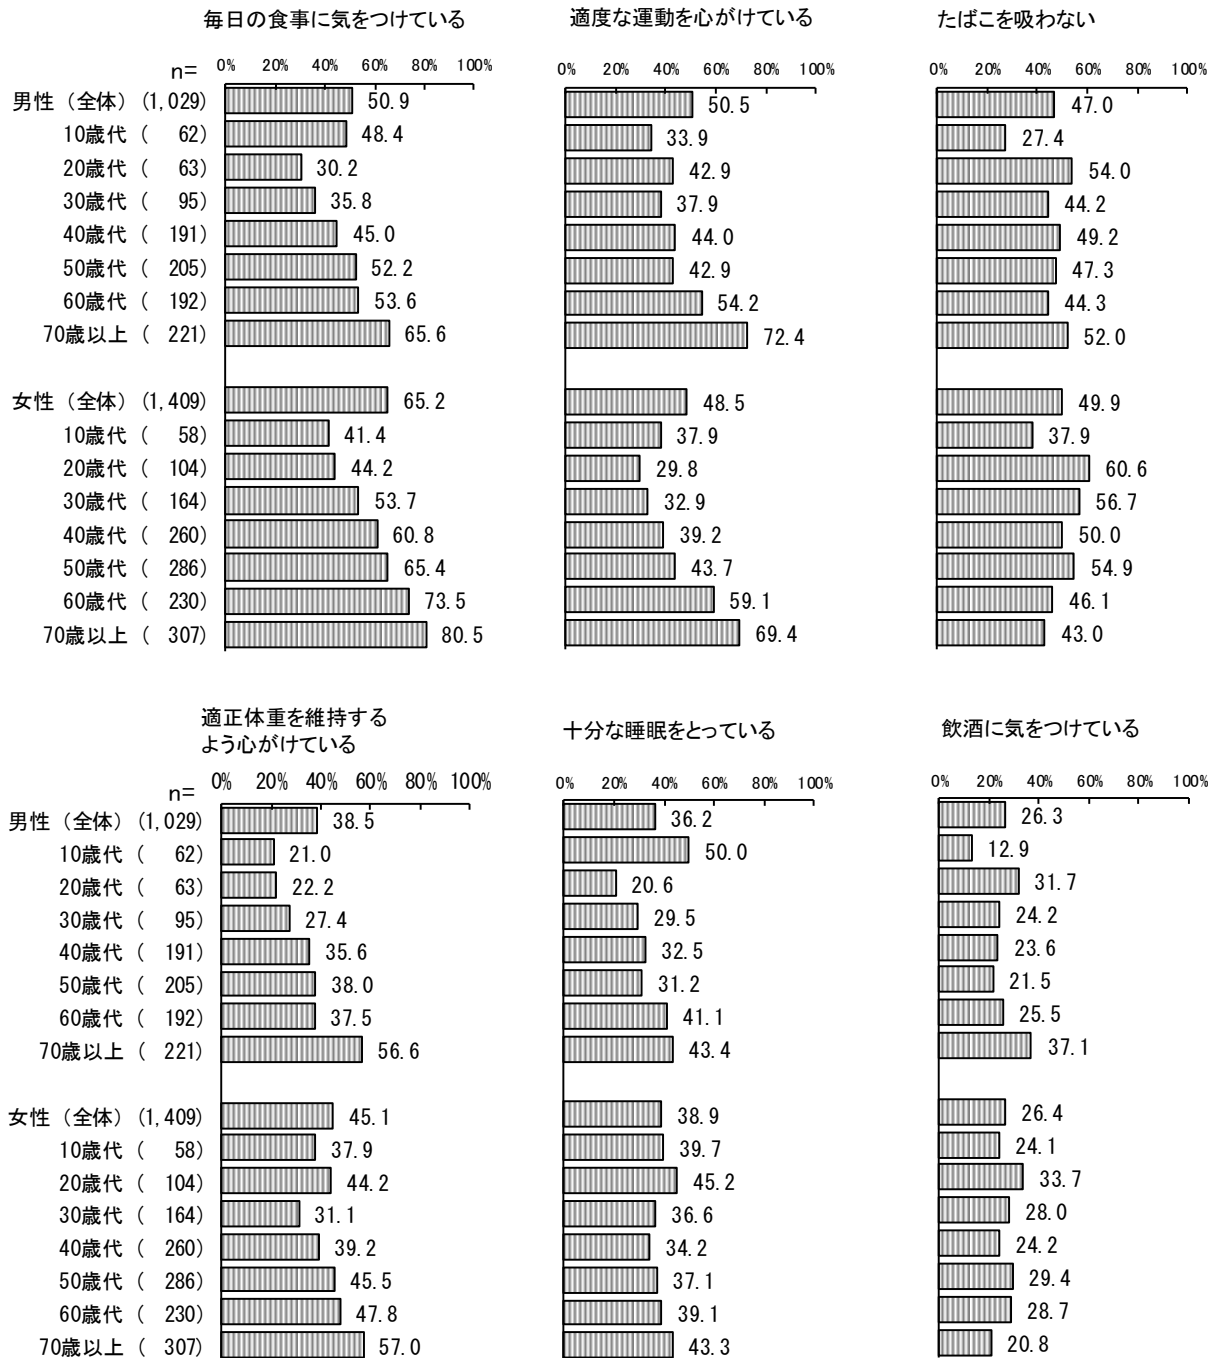 毎日の食事に気をつけている 適度な運動を心がけている たばこを吸わない
n= 0% 20% 40% 60% 80% 100% 0% 20% 40% 60% 80% 100% 0% 20% 40% 60% 80% 100%
男性（全体）(1,029) 50.9 50.5 47.0
10歳代 ( 62) 48.4 33.9 27.4
20歳代 ( 63) 30.2 42.9 54.0
30歳代 ( 95) 35.8 37.9 44.2
40歳代 ( 191) 45.0 44.0 49.2
50歳代 ( 205) 52.2 42.9 47.3
60歳代 ( 192) 53.6 54.2 44.3
70歳以上 ( 221) 65.6 72.4 52.0
女性（全体）(1,409) 65.2 48.5 49.9
10歳代 ( 58) 41.4 37.9 37.9
20歳代 ( 104) 44.2 29.8 60.6
30歳代 ( 164) 53.7 32.9 56.7
40歳代 ( 260) 60.8 39.2 50.0
50歳代 ( 286) 65.4 43.7 54.9
60歳代 ( 230) 73.5 59.1 46.1
70歳以上 ( 307) 80.5 69.4 43.0
適正体重を維持する
よう心がけている 十分な睡眠をとっている 飲酒に気をつけている
n= 0% 20% 40% 60% 80% 100% 0% 20% 40% 60% 80% 100% 0% 20% 40% 60% 80% 100%
男性（全体）(1,029) 38.5 36.2 26.3
10歳代 ( 62) 21.0 50.0 12.9
20歳代 ( 63) 22.2 20.6 31.7
30歳代 ( 95) 27.4 29.5 24.2
40歳代 ( 191) 35.6 32.5 23.6
50歳代 ( 205) 38.0 31.2 21.5
60歳代 ( 192) 37.5 41.1 25.5
70歳以上 ( 221) 56.6 43.4 37.1
女性（全体）(1,409) 45.1 38.9 26.4
10歳代 ( 58) 37.9 39.7 24.1
20歳代 ( 104) 44.2 45.2 33.7
30歳代 ( 164) 31.1 36.6 28.0
40歳代 ( 260) 39.2 34.2 24.2
50歳代 ( 286) 45.5 37.1 29.4
60歳代 ( 230) 47.8 39.1 28.7
70歳以上 ( 307) 57.0 43.3 20.8